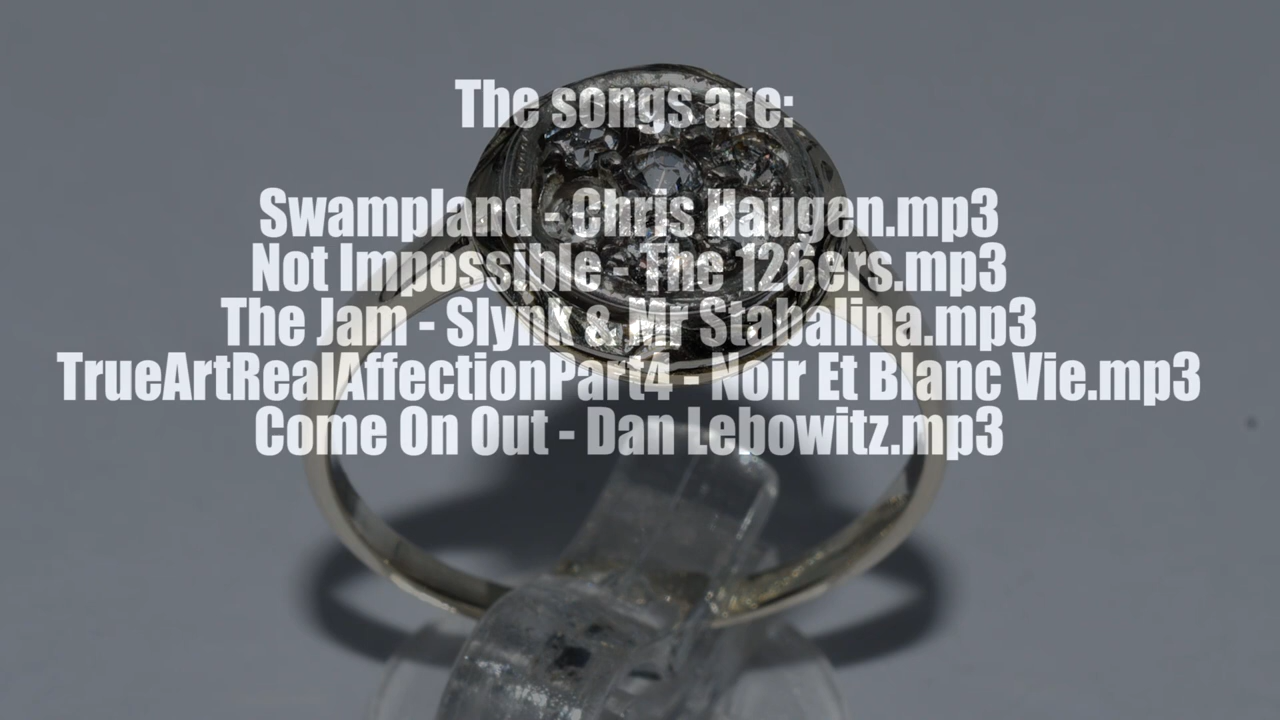 The songs are:
Swampland - Chris Haugen.mp3
Not Impossible - The 126ers.mp3
The Jam - Slynk & Mr Stabalina.mp3
TrueArtRealAffectionPart4 - Noir Et Blanc Vie.mp3
Come On Out - Dan Lebowitz.mp3